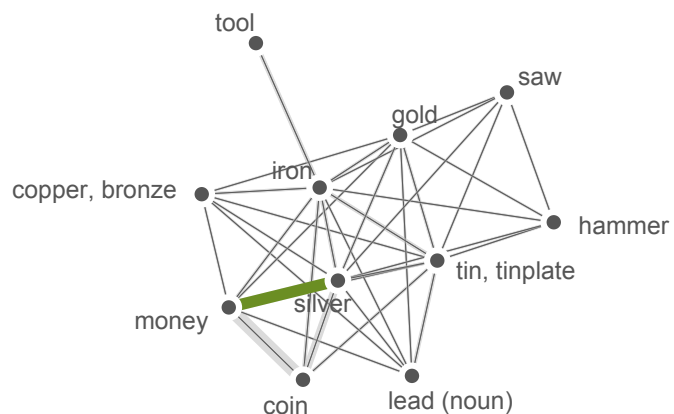 tool
saw
gold
iron
copper, bronze
hammer
tin, tinplate
silver
money
lead (noun)
coin